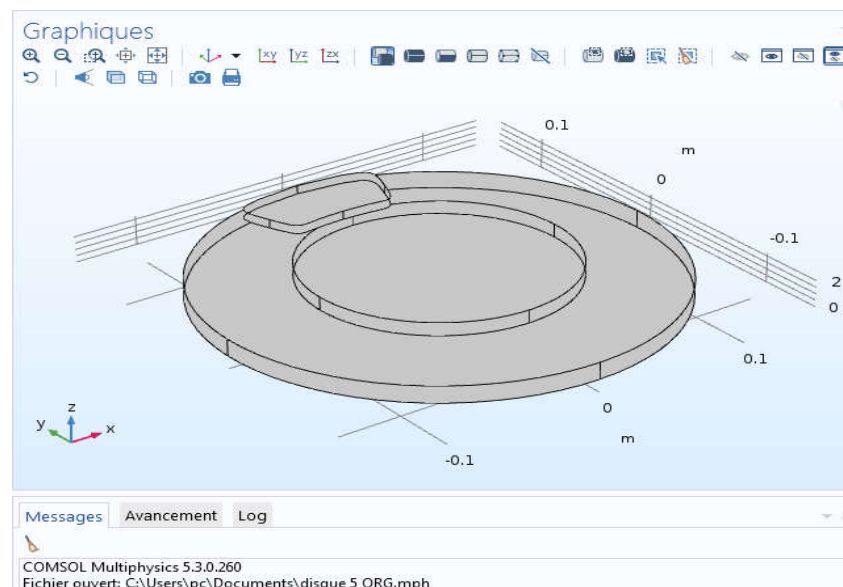 Graphiques
xy yz zx
0.1
m
0
-0.1
2
0
0.1
0
m
-0.1
z
y
x
Messages Avancement Log
COMSOL Multiphysics 5.3.0.260
Fichier ouvert: C:\Users\pc\Documents\disque 5 ORG.mph